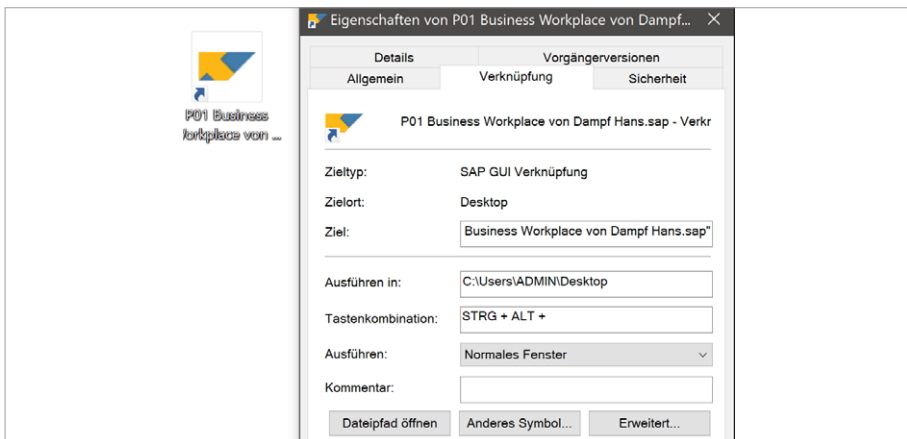 Eigenschaften von P01 Business Workplace von Dampf...
P01 Business
Workplace von ...
Details
Vorgängerversionen
Allgemein
Verknüpfung
Sicherheit
P01 Business Workplace von Dampf Hans.sap - Verkr
Zieltyp:
SAP GUI Verknüpfung
Zielort:
Desktop
Ziel:
Business Workplace von Dampf Hans.sap"
Ausführen in:
C:\Users\ADMIN\Desktop
Tastenkombination:
STRG + ALT +
Ausführen:
Normales Fenster
Kommentar:
Dateipfad öffnen
Anderes Symbol...
Erweitert...